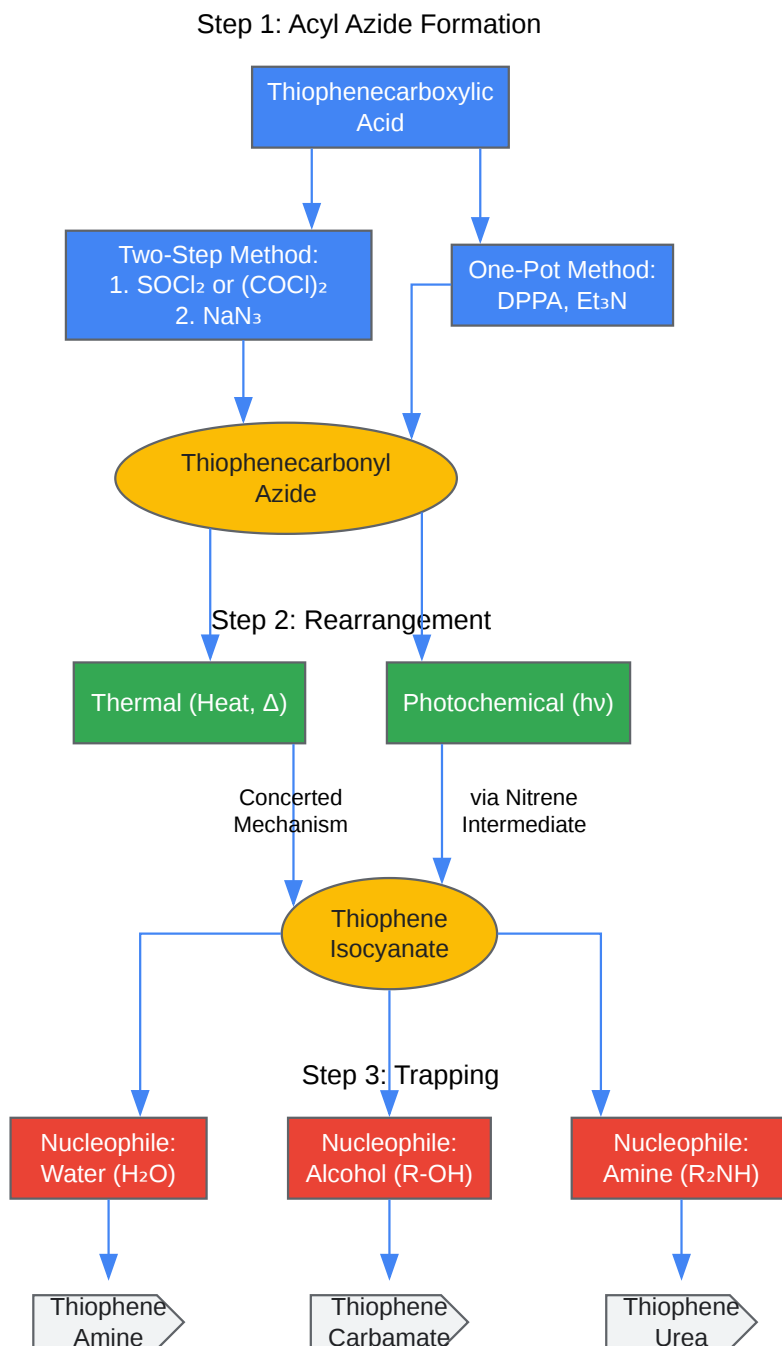 Step 1: Acyl Azide Formation
Thiophenecarboxylic
Acid
Two-Step Method:
1. SOCl₂ or (COCl)₂
2. NaN₃
One-Pot Method:
DPPA, Et₃N
Thiophenecarbonyl
Azide
Step 2: Rearrangement
Thermal (Heat, Δ)
Photochemical (hν)
Concerted
Mechanism
via Nitrene
Intermediate
Thiophene
Isocyanate
Step 3: Trapping
Nucleophile:
Water (H₂O)
Nucleophile:
Alcohol (R-OH)
Nucleophile:
Amine (R₂NH)
Thiophene
Amine
Thiophene
Carbamate
Thiophene
Urea